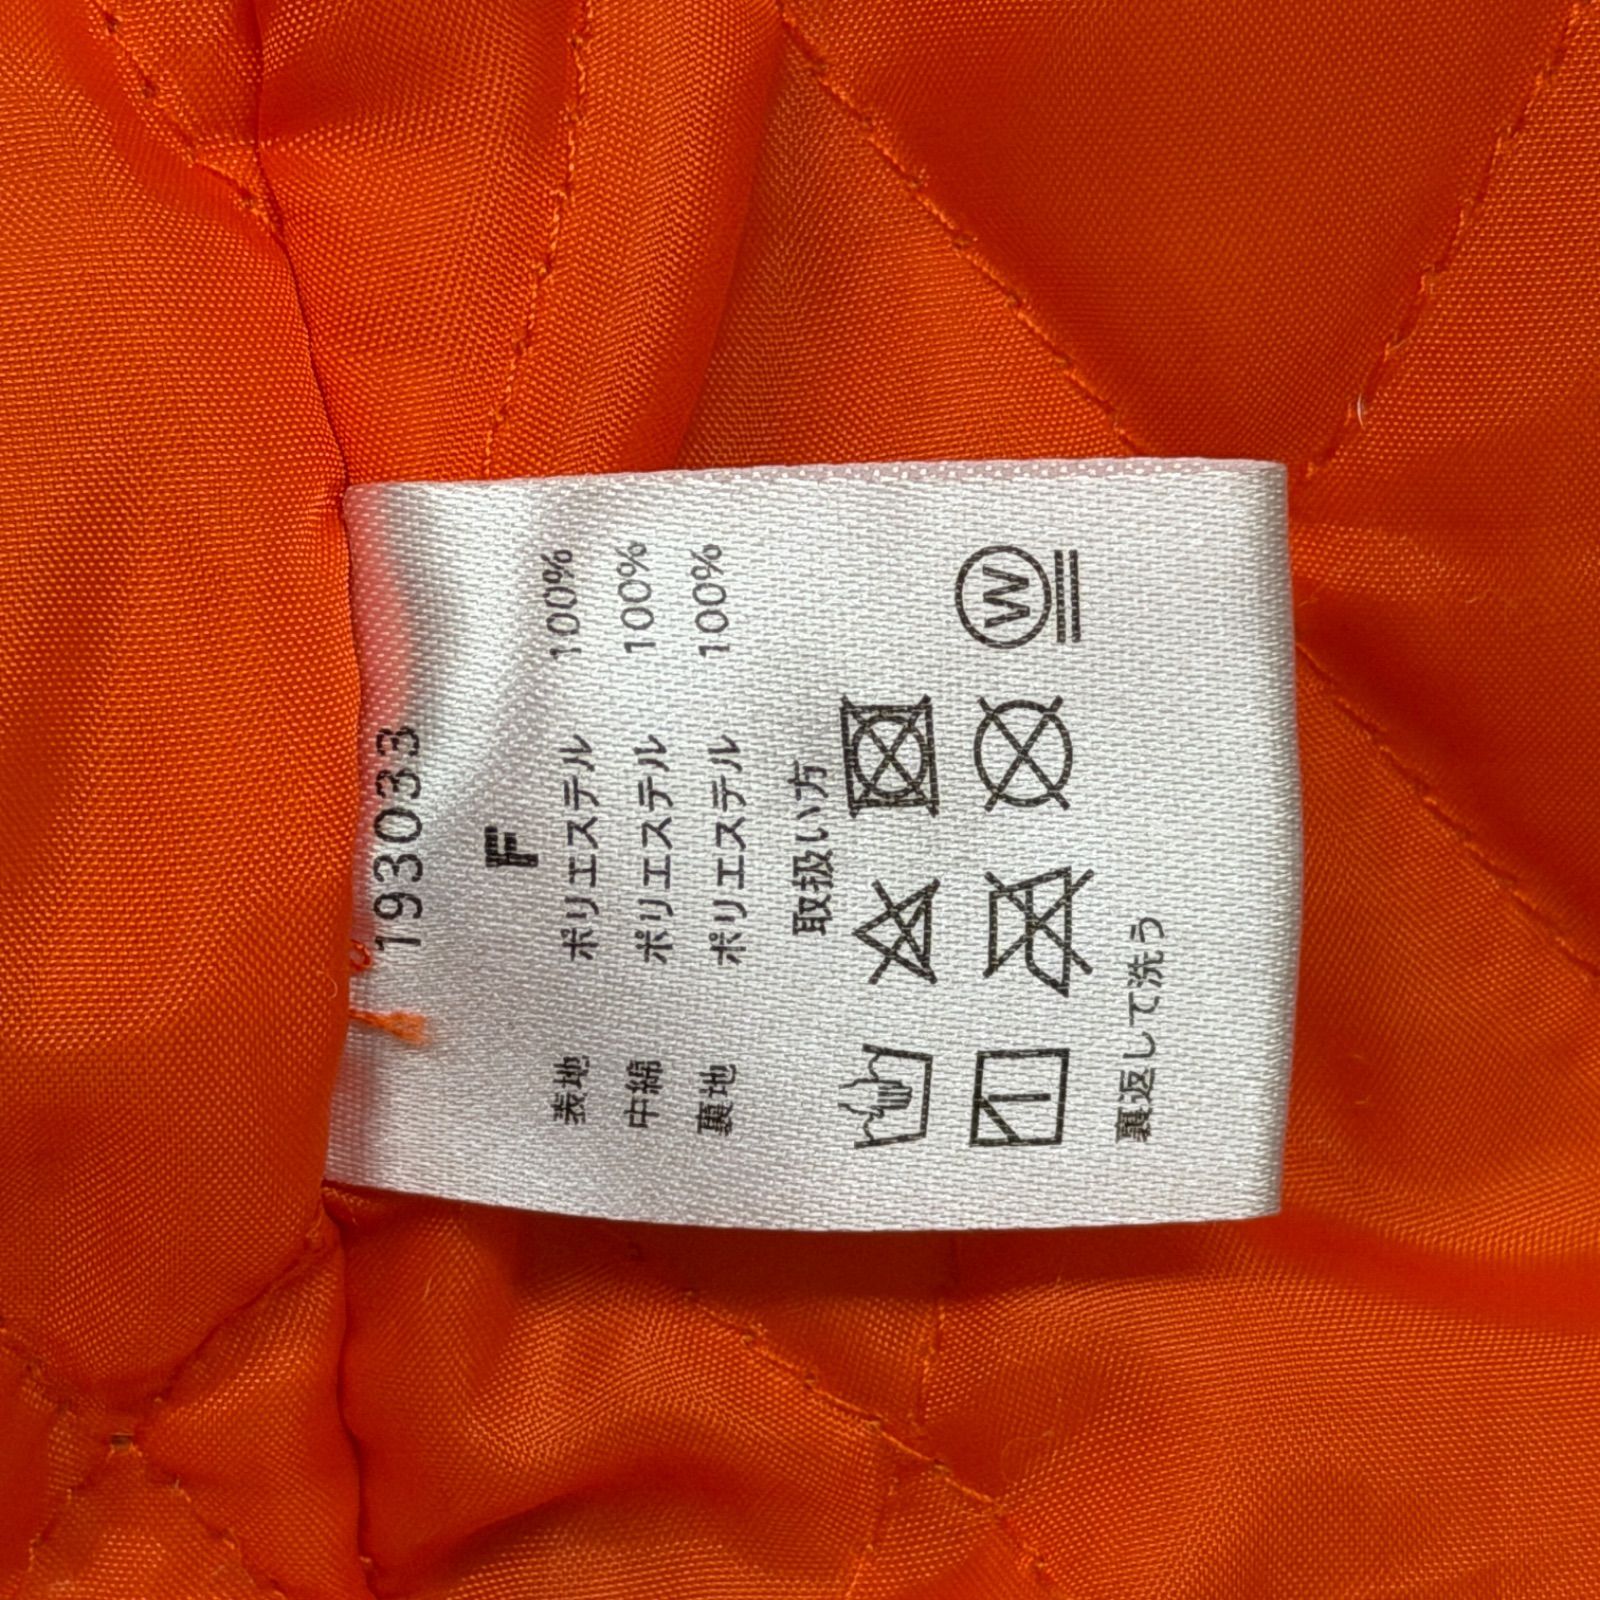 193033
F
表地 ポリエステル 100%
中綿 ポリエステル 100%
裏地 ポリエステル 100%
取扱い方
W
裏返して洗う